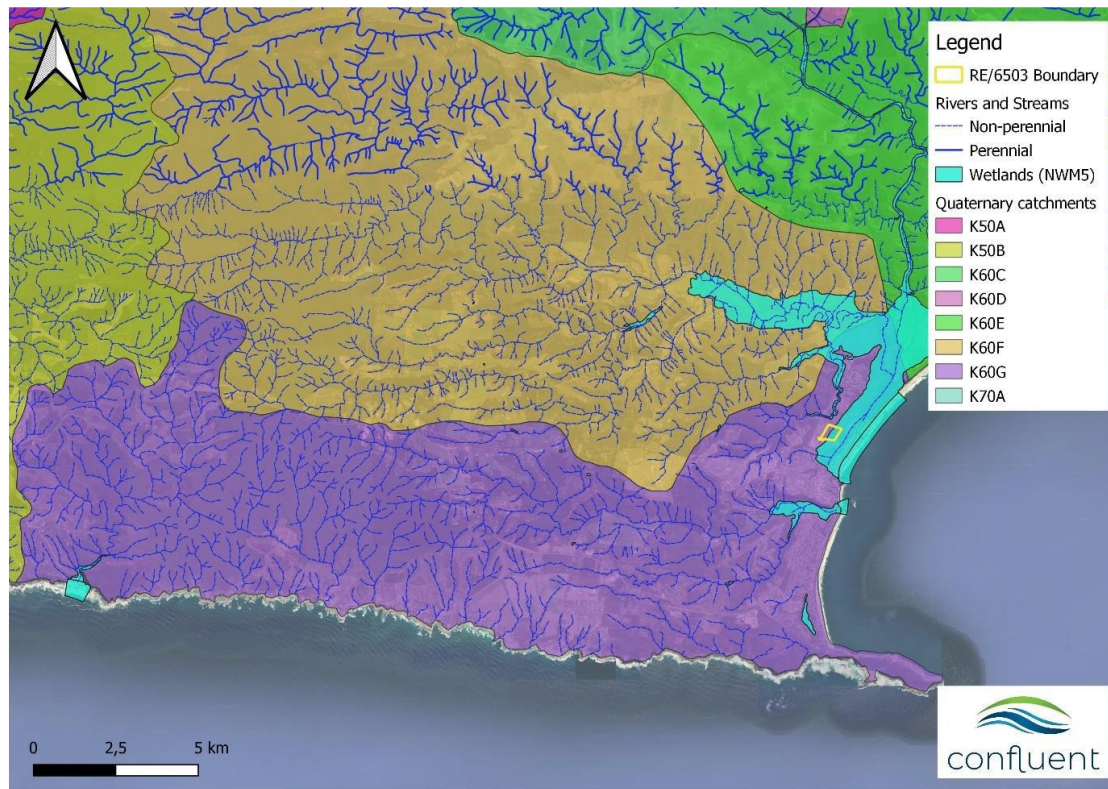 Legend
RE/6503 Boundary
Rivers and Streams
Non-perennial
Perennial
Wetlands (NWM5)
Quaternary catchments
K50A
K50B
K60C
K60D
K60E
K60F
K60G
K70A
0 2,5 5 km
confluent